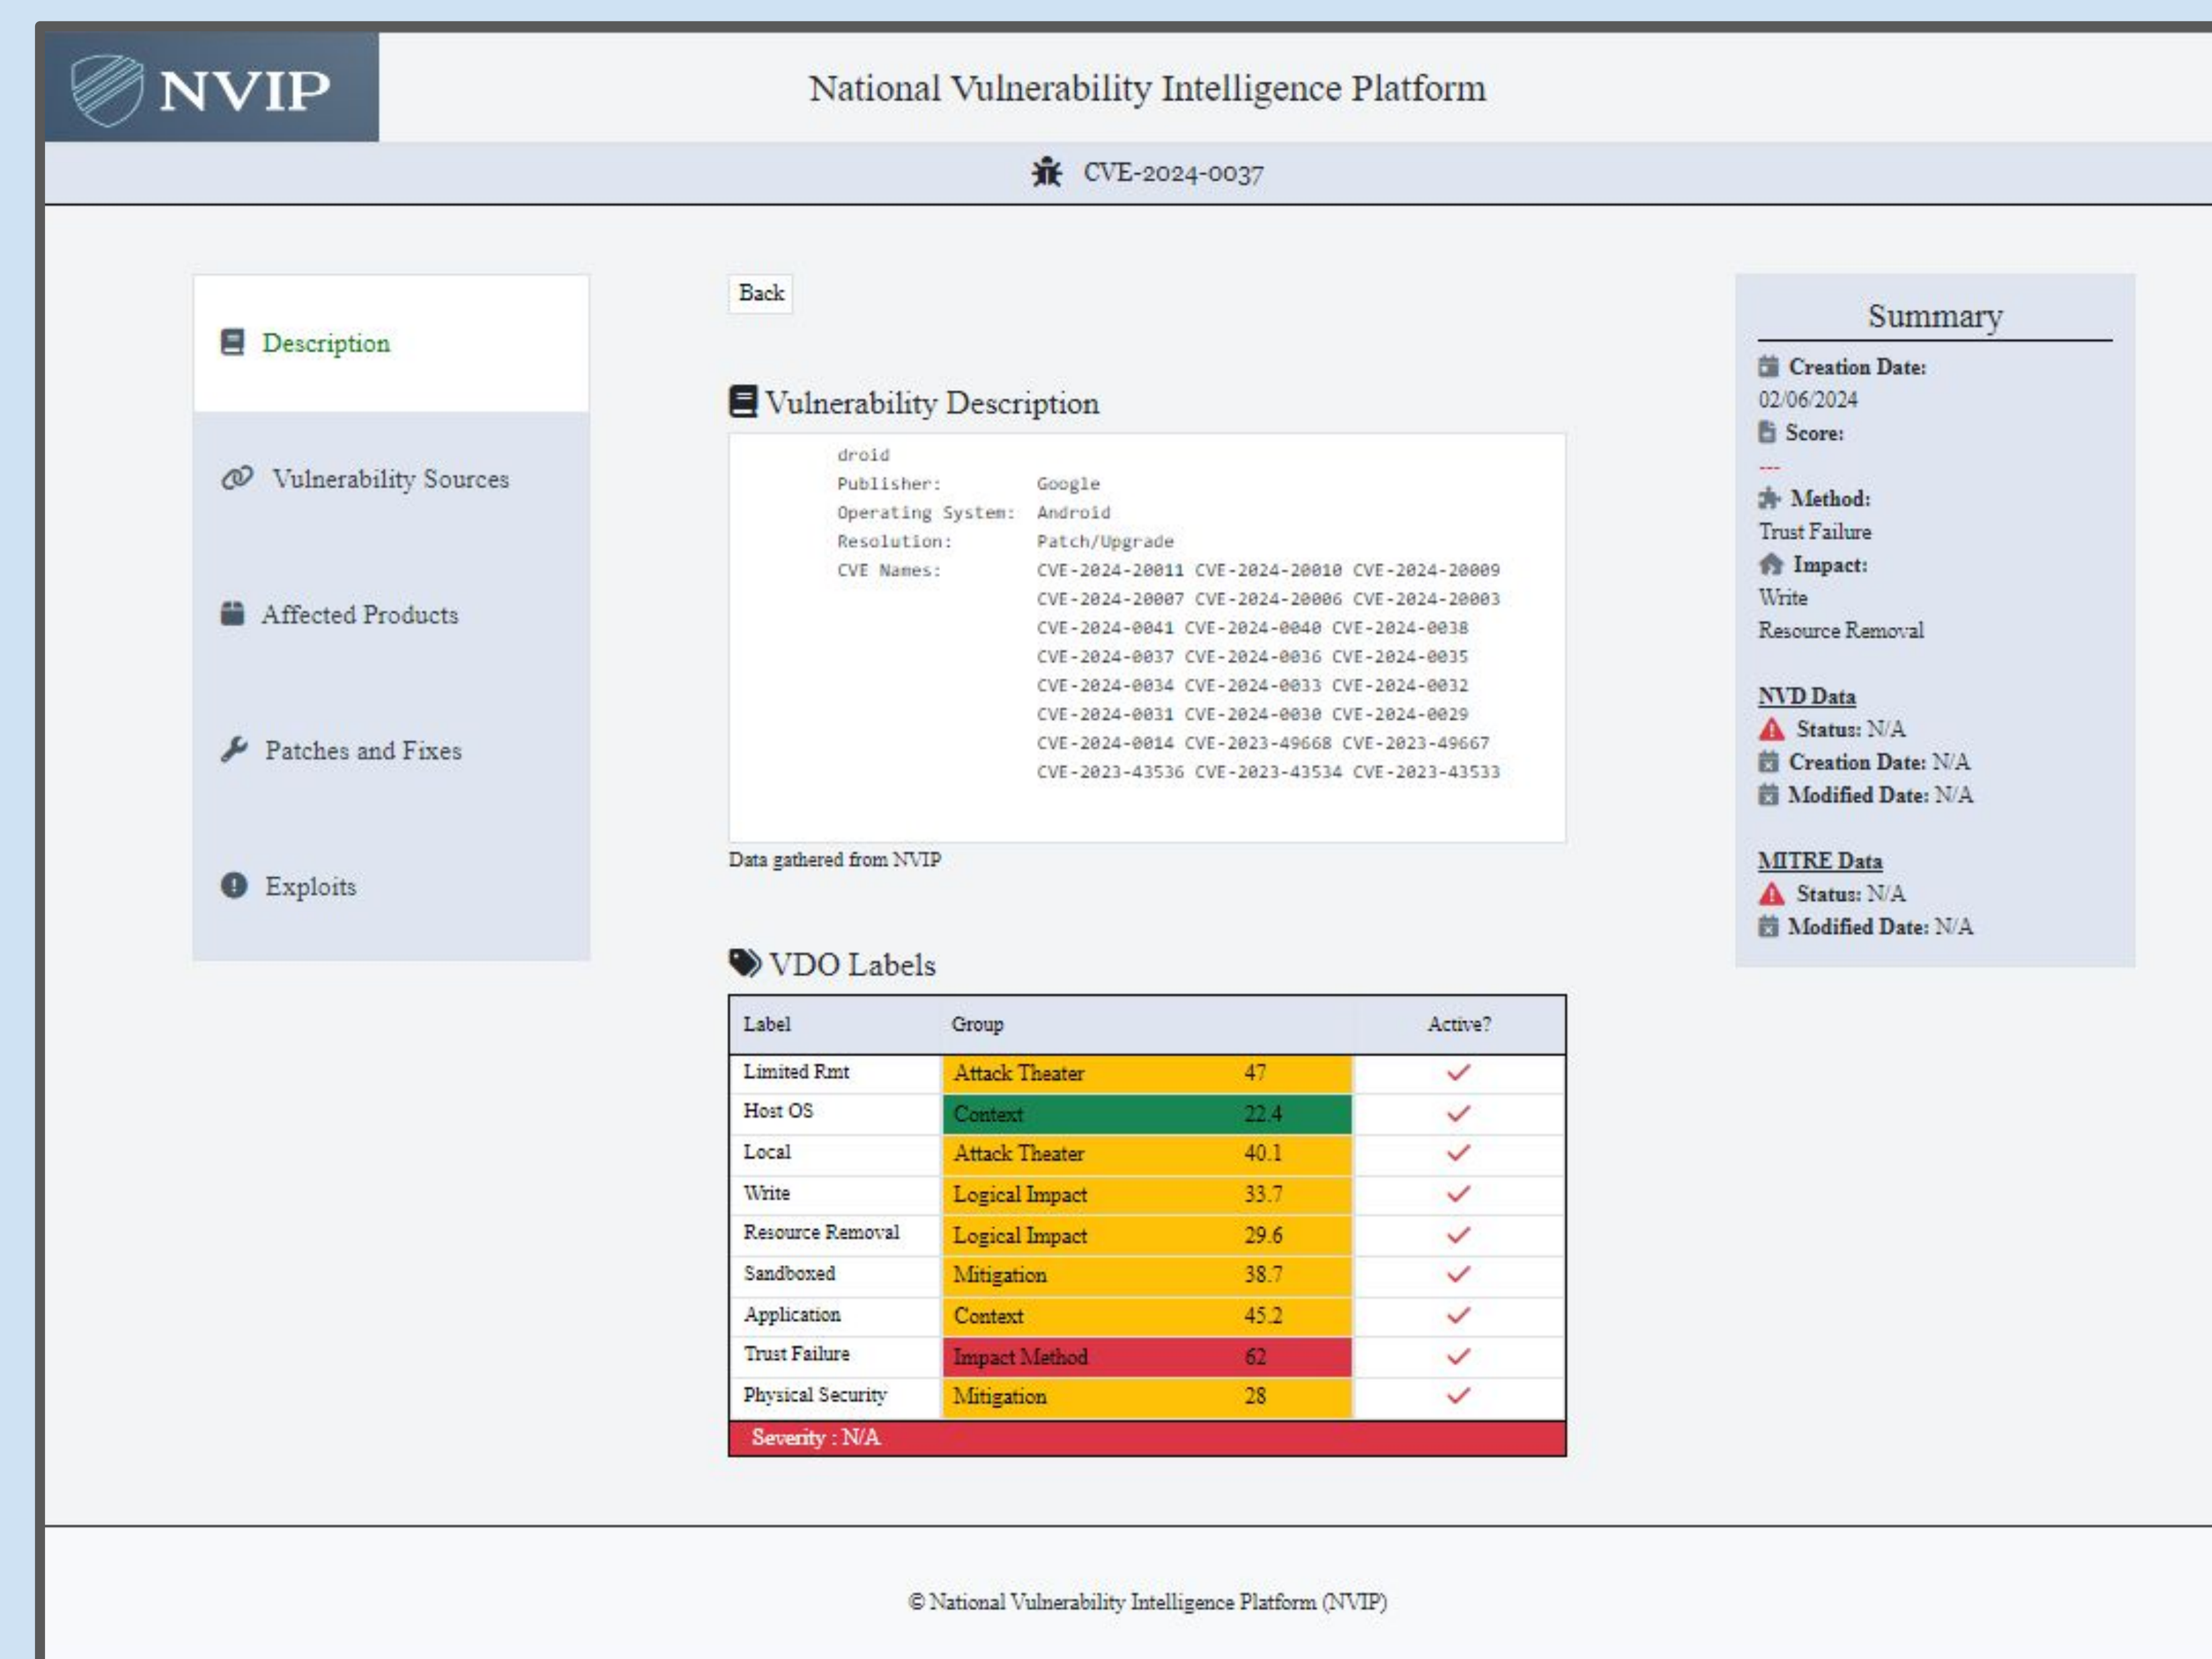 NVIP
National Vulnerability Intelligence Platform
CVE-2024-0037
Description
Vulnerability Sources
Affected Products
Patches and Fixes
Exploits
Back
Vulnerability Description
droid
Publisher: Google
Operating System: Android
Resolution: Patch/Upgrade
CVE Names: CVE-2024-20011 CVE-2024-20010 CVE-2024-20009
CVE-2024-20007 CVE-2024-20006 CVE-2024-20003
CVE-2024-0041 CVE-2024-0040 CVE-2024-0038
CVE-2024-0037 CVE-2024-0036 CVE-2024-0035
CVE-2024-0034 CVE-2024-0033 CVE-2024-0032
CVE-2024-0031 CVE-2024-0030 CVE-2024-0029
CVE-2024-0014 CVE-2023-49668 CVE-2023-49667
CVE-2023-43536 CVE-2023-43534 CVE-2023-43533
Data gathered from NVIP
VDO Labels
Label Group Active?
Limited Rmt Attack Theater 47
Host OS Context 22.4
Local Attack Theater 40.1
Write Logical Impact 33.7
Resource Removal Logical Impact 29.6
Sandboxed Mitigation 38.7
Application Context 45.2
Trust Failure Impact Method 62
Physical Security Mitigation 28
Severity : N/A
Summary
Creation Date:
02/06/2024
Score:
---
Method:
Trust Failure
Impact:
Write
Resource Removal
NVD Data
Status: N/A
Creation Date: N/A
Modified Date: N/A
MITRE Data
Status: N/A
Modified Date: N/A
© National Vulnerability Intelligence Platform (NVIP)